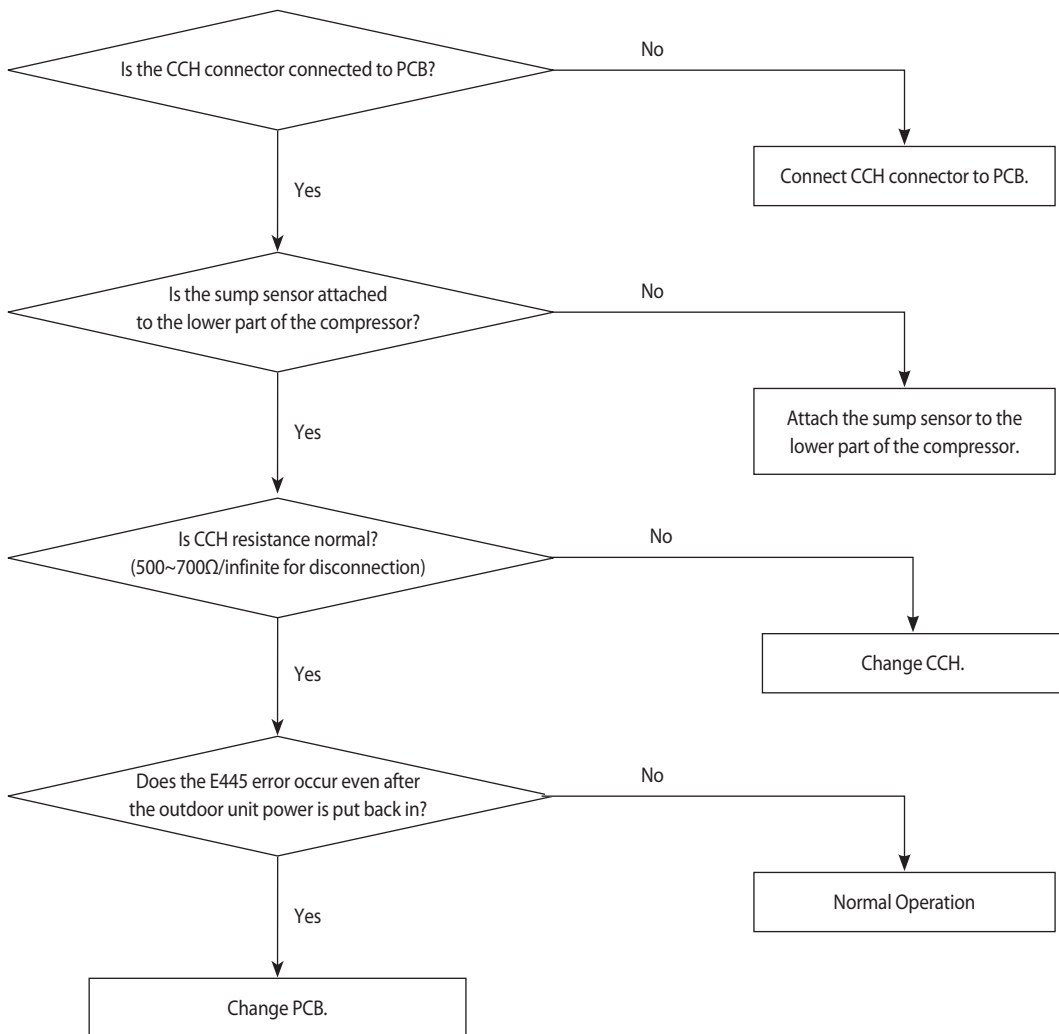 Is the CCH connector connected to PCB?
No
Connect CCH connector to PCB.
Yes
Is the sump sensor attached
to the lower part of the compressor?
No
Attach the sump sensor to the
lower part of the compressor.
Yes
Is CCH resistance normal?
(500~700Ω/infinite for disconnection)
No
Change CCH.
Yes
Does the E445 error occur even after
the outdoor unit power is put back in?
No
Normal Operation
Yes
Change PCB.